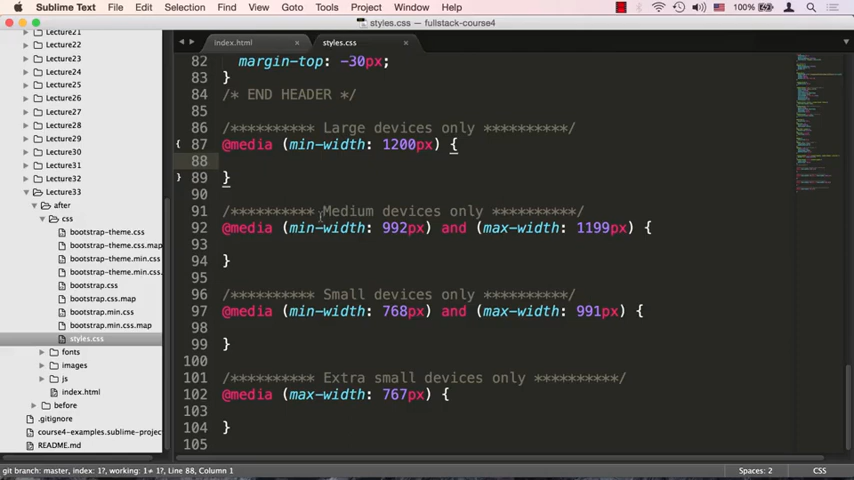 Sublime Text File Edit Selection Find View Goto Tools Project Window Help 100% Wed 2:06 PM
styles.css — fullstack-course4
Lecture21
Lecture22
Lecture23
Lecture24
Lecture25
Lecture26
Lecture27
Lecture28
Lecture29
Lecture30
Lecture31
Lecture32
Lecture33
after
css
bootstrap-theme.css
bootstrap-theme.css.map
bootstrap-theme.min.css
bootstrap-theme.min.css.
bootstrap.css
bootstrap.css.map
bootstrap.min.css
bootstrap.min.css.map
styles.css
fonts
images
js
index.html
before
.gitignore
course4-examples.sublime-projec
README.md
index.html × styles.css ×
82 margin-top: -30px;
83 }
84 /* END HEADER */
85
86 /********** Large devices only **********/
87 @media (min-width: 1200px) {
88
89 }
90
91 /********** Medium devices only **********/
92 @media (min-width: 992px) and (max-width: 1199px) {
93
94 }
95
96 /********** Small devices only **********/
97 @media (min-width: 768px) and (max-width: 991px) {
98
99 }
100
101 /********** Extra small devices only **********/
102 @media (max-width: 767px) {
103
104 }
105
git branch: master, index: 1?, working: 1≠ 1?, Line 88, Column 1
Spaces: 2 CSS